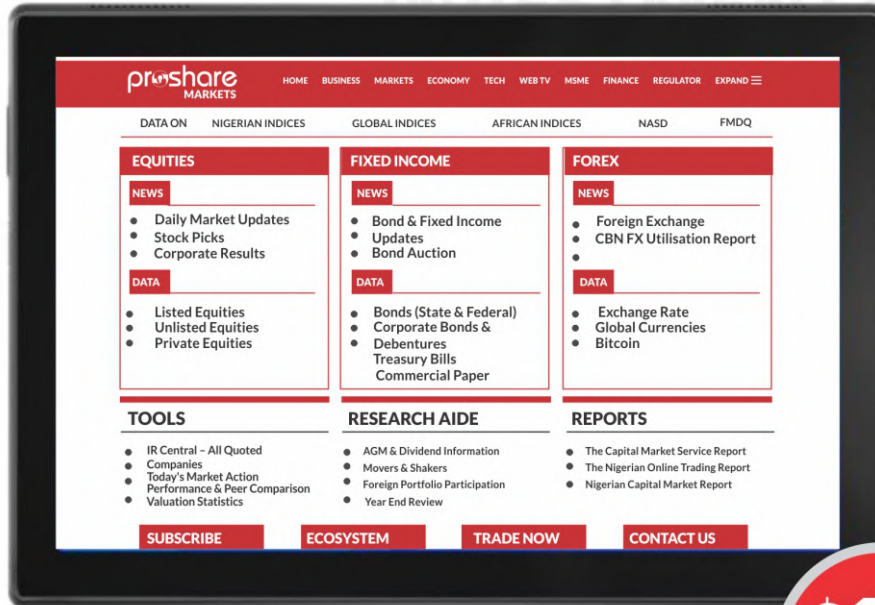 proshare
MARKETS
HOME BUSINESS MARKETS ECONOMY TECH WEB TV MSME FINANCE REGULATOR EXPAND
DATA ON NIGERIAN INDICES GLOBAL INDICES AFRICAN INDICES NASD FMDQ
EQUITIES
NEWS
Daily Market Updates
Stock Picks
Corporate Results
DATA
Listed Equities
Unlisted Equities
Private Equities
FIXED INCOME
NEWS
Bond & Fixed Income
Updates
Bond Auction
DATA
Bonds (State & Federal)
Corporate Bonds &
Debentures
Treasury Bills
Commercial Paper
FOREX
NEWS
Foreign Exchange
CBN FX Utilisation Report
DATA
Exchange Rate
Global Currencies
Bitcoin
TOOLS
IR Central – All Quoted
Companies
Today's Market Action
Performance & Peer Comparison
Valuation Statistics
RESEARCH AIDE
AGM & Dividend Information
Movers & Shakers
Foreign Portfolio Participation
Year End Review
REPORTS
The Capital Market Service Report
The Nigerian Online Trading Report
Nigerian Capital Market Report
SUBSCRIBE ECOSYSTEM TRADE NOW CONTACT US